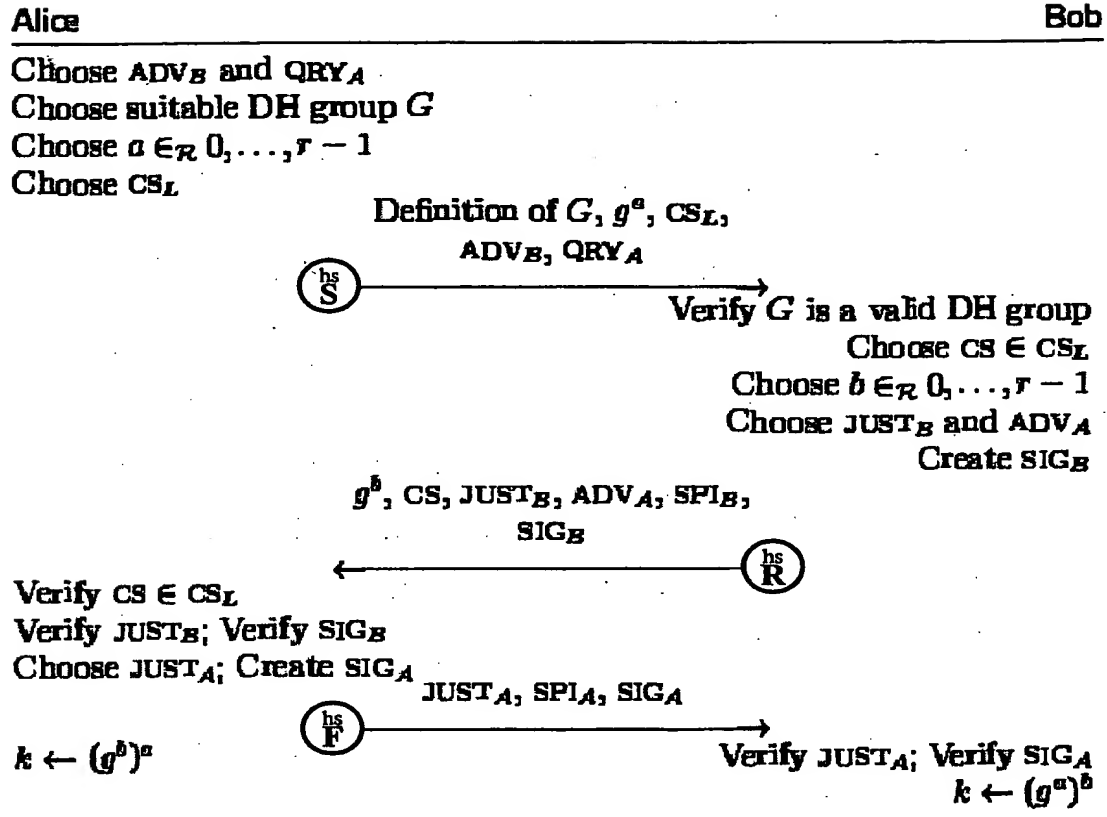 Alice Bob
Choose ADV_B and QRY_A
Choose suitable DH group G
Choose a ∈_R 0,...,r − 1
Choose CS_L
Definition of G, g^a, CS_L,
ADV_B, QRY_A
hs
S
Verify G is a valid DH group
Choose CS ∈ CS_L
Choose b ∈_R 0,...,r − 1
Choose JUST_B and ADV_A
Create SIG_B
g^b, CS, JUST_B, ADV_A, SPI_B,
SIG_B
hs
R
Verify CS ∈ CS_L
Verify JUST_B; Verify SIG_B
Choose JUST_A; Create SIG_A
JUST_A, SPI_A, SIG_A
hs
F
k ← (g^b)^a
Verify JUST_A; Verify SIG_A
k ← (g^a)^b